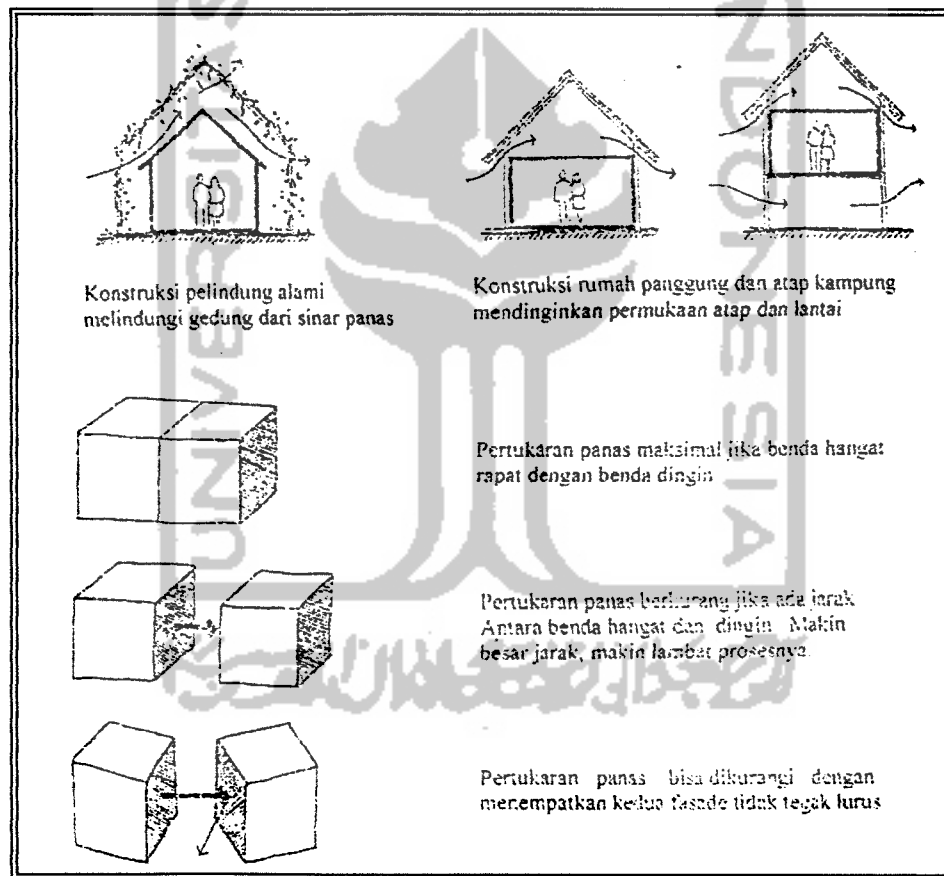 Konstruksi pelindung alami
melindungi gedung dari sinar panas
Konstruksi rumah panggung dan atap kampung
mendinginkan permukaan atap dan lantai
Pertukaran panas maksimal jika benda hangat
rapat dengan benda dingin
Pertukaran panas berkurang jika ada jarak
Antara benda hangat dan dingin Makin
besar jarak, makin lambat prosesnya.
Pertukaran panas bisa dikurangi dengan
menempatkan kedua fasade tidak tegak lurus